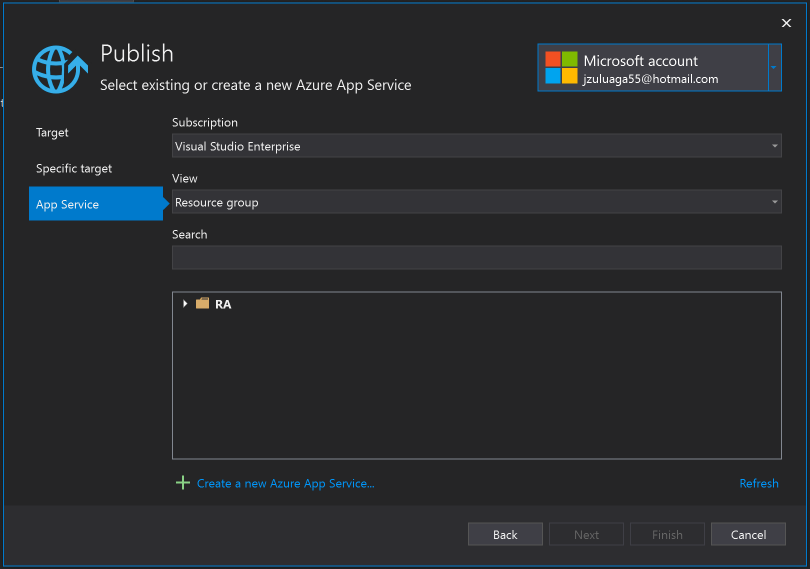 Publish
Select existing or create a new Azure App Service
Microsoft account
jzuluaga55@hotmail.com
Target
Specific target
App Service
Subscription
Visual Studio Enterprise
View
Resource group
Search
RA
Create a new Azure App Service...
Refresh
Back
Next
Finish
Cancel